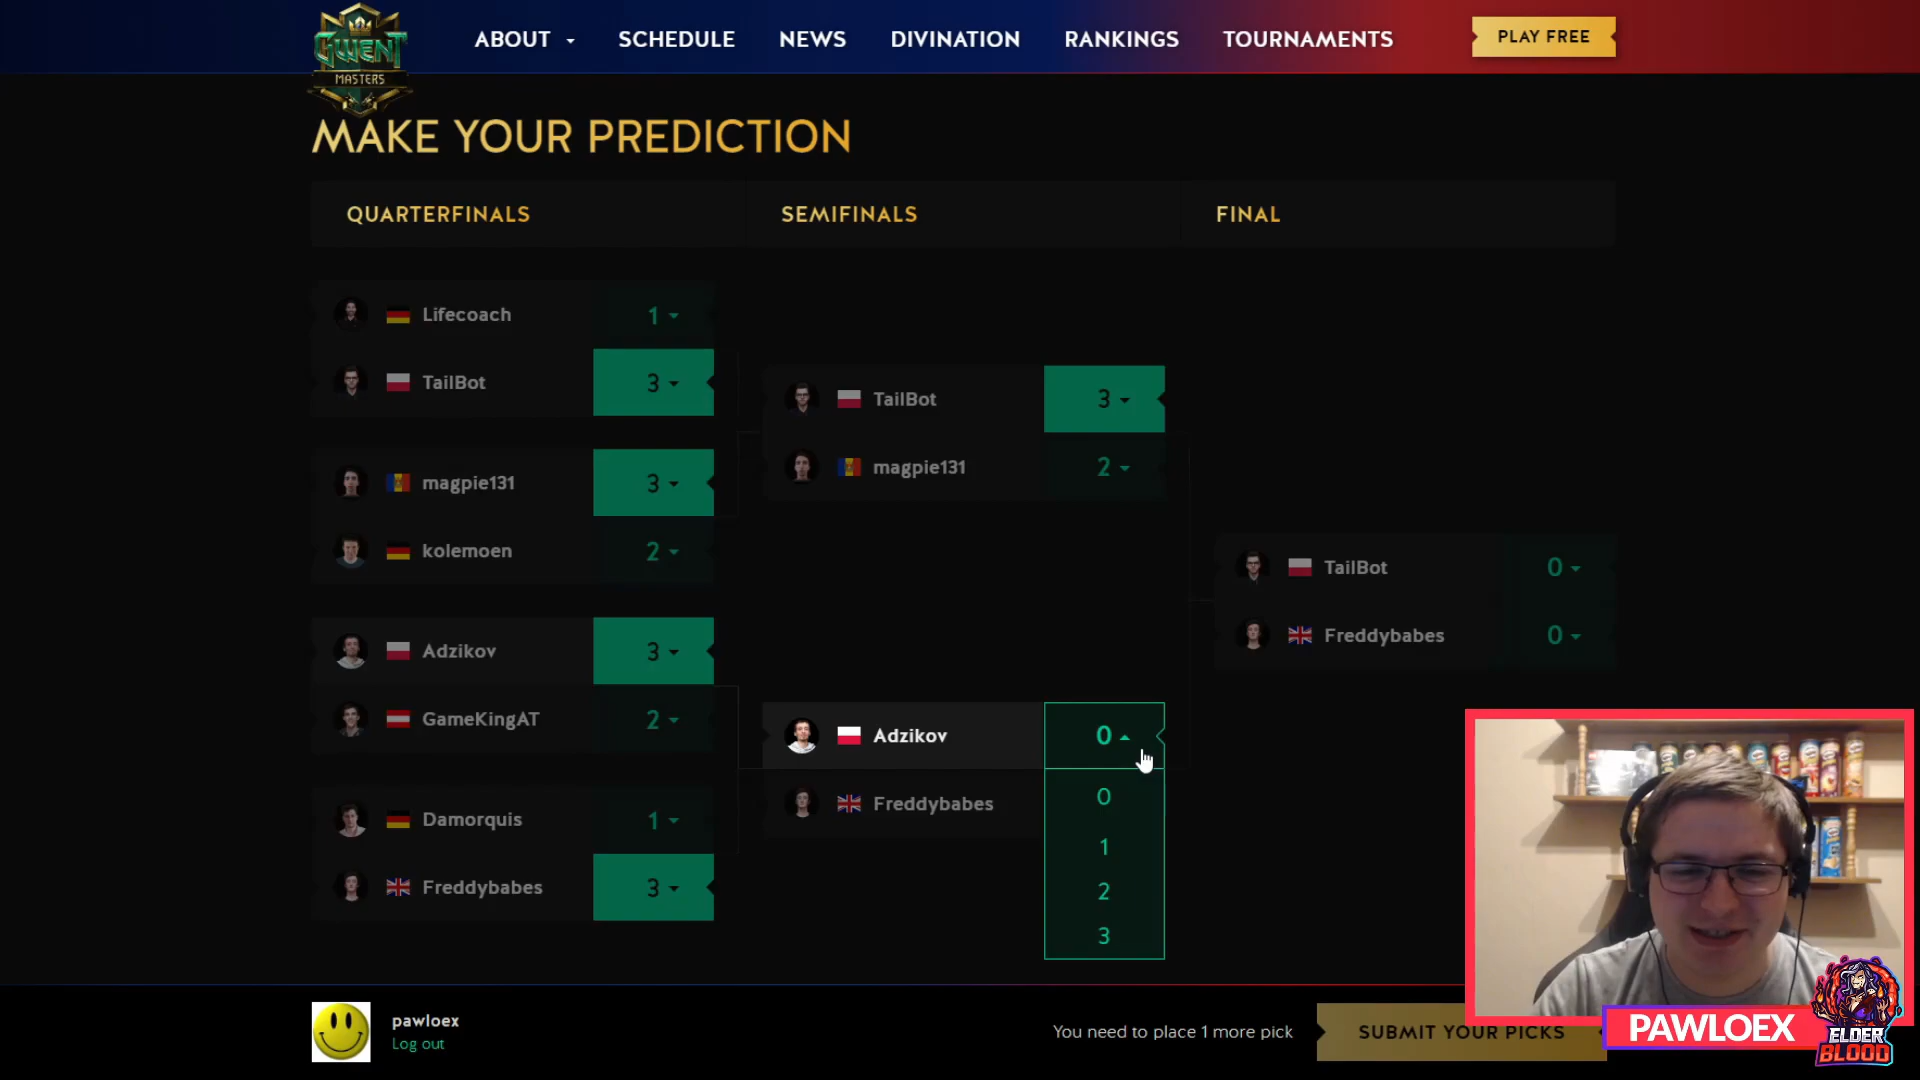 GWENT
MASTERS
ABOUT
SCHEDULE
NEWS
DIVINATION
RANKINGS
TOURNAMENTS
PLAY FREE
MAKE YOUR PREDICTION
QUARTERFINALS
SEMIFINALS
FINAL
Lifecoach 1
TailBot 3
magpie131 3
kolemoen 2
Adzikov 3
GameKingAT 2
Damorquis 1
Freddybabes 3
TailBot 3
magpie131 2
Adzikov 0
Freddybabes
0
1
2
3
TailBot 0
Freddybabes 0
pawloex
Log out
You need to place 1 more pick
SUBMIT YOUR PICKS
PAWLOEX
ELDER
BLOOD